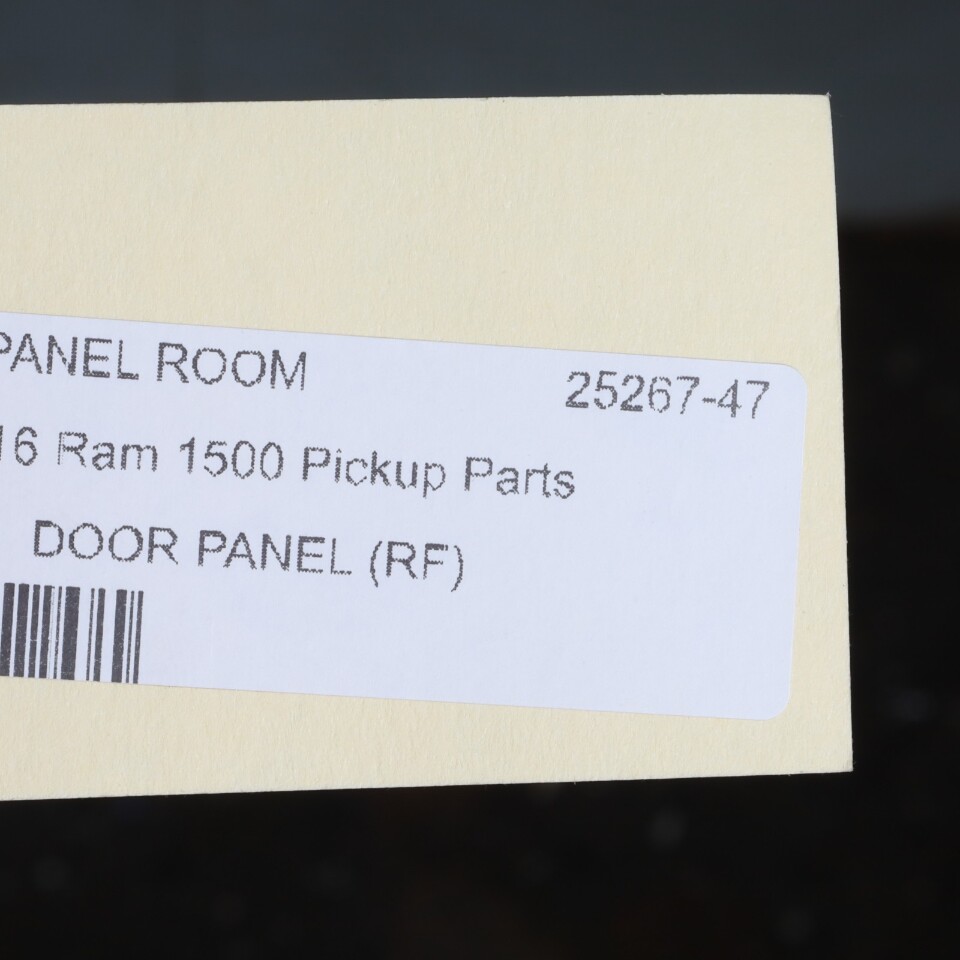 PANEL ROOM 25267-47
16 Ram 1500 Pickup Parts
DOOR PANEL (RF)